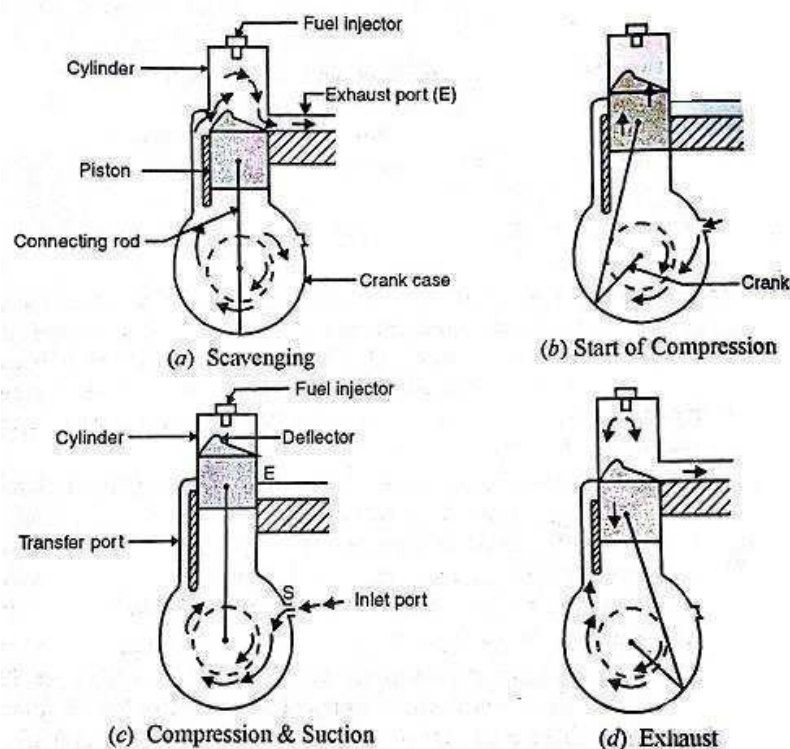 Fuel injector
Cylinder
Exhaust port (E)
Piston
Connecting rod
Crank case
(a) Scavenging
Crank
(b) Start of Compression
Fuel injector
Cylinder
Deflector
E
Transfer port
S
Inlet port
(c) Compression & Suction
(d) Exhaust